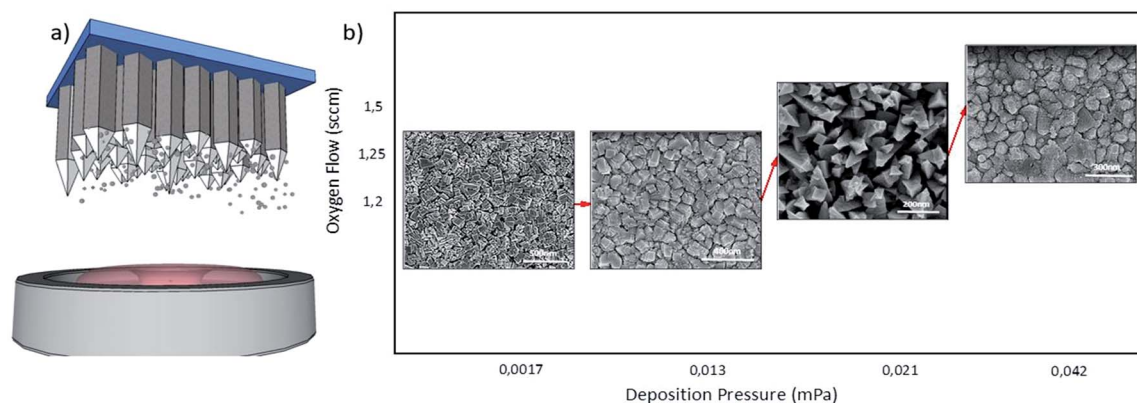 a)
b)
Oxygen Flow (sccm)
1,5
1,25
1,2
400nm
200nm
300nm
0,0017
0,013
0,021
0,042
Deposition Pressure (mPa)